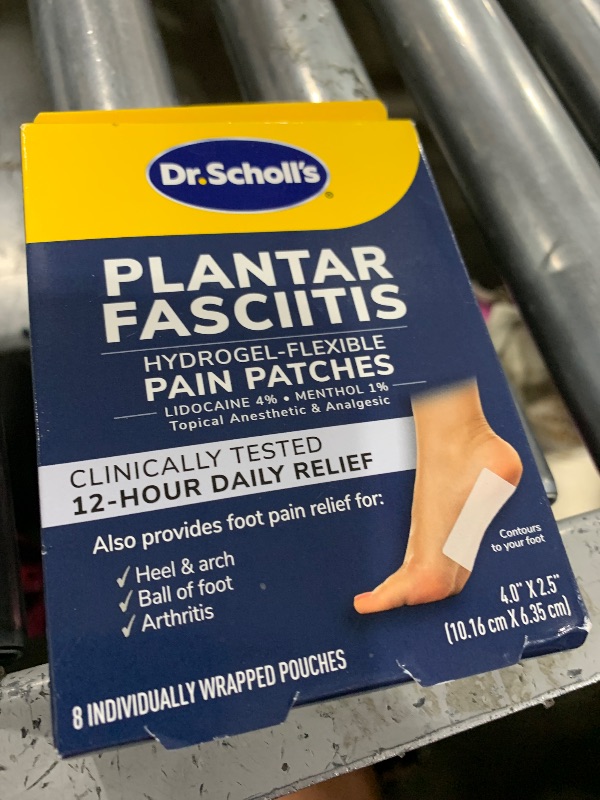 Dr.Scholl's®
PLANTAR
FASCIITIS
HYDROGEL-FLEXIBLE
PAIN PATCHES
LIDOCAINE 4% • MENTHOL 1%
Topical Anesthetic & Analgesic
CLINICALLY TESTED
12-HOUR DAILY RELIEF
Also provides foot pain relief for:
✓ Heel & arch
✓ Ball of foot
✓ Arthritis
Contours
to your foot
4.0" X 2.5"
(10.16 cm X 6.35 cm)
8 INDIVIDUALLY WRAPPED POUCHES